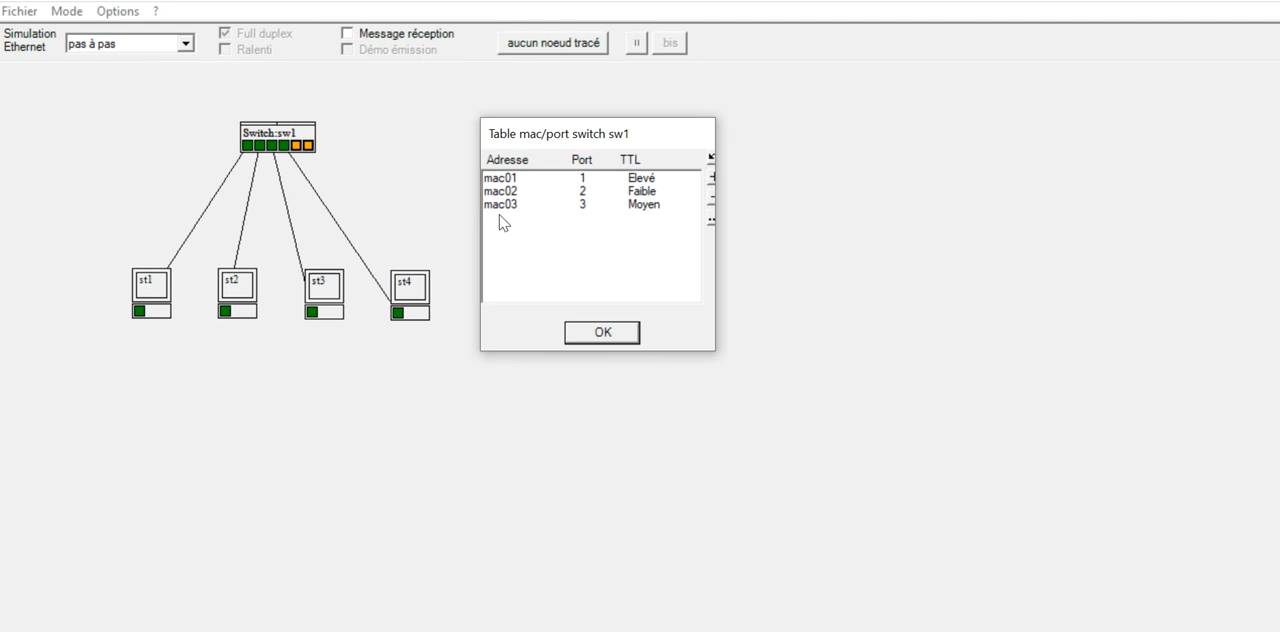 Fichier Mode Options ?
Simulation
Ethernet
pas à pas
Full duplex
Ralenti
Message réception
Démo émission
aucun noeud tracé
bis
Switch:sw1
st1
st2
st3
st4
Table mac/port switch sw1
Adresse Port TTL
mac01 1 Elevé
mac02 2 Faible
mac03 3 Moyen
OK